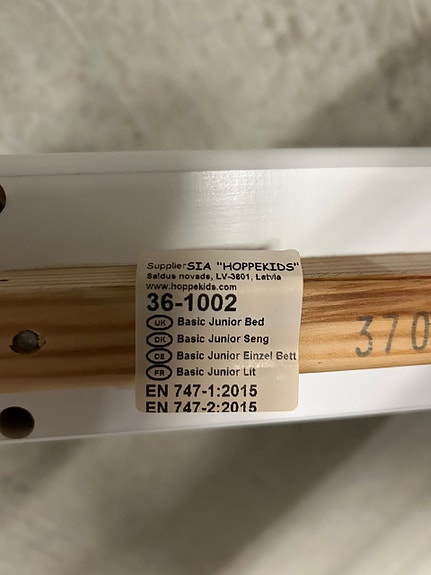 Supplier SIA "HOPPEKIDS"
Saldus novads, LV-3801, Latvia
www.hoppekids.com
36-1002
UK Basic Junior Bed
DK Basic Junior Seng
DE Basic Junior Einzel Bett
FR Basic Junior Lit
EN 747-1:2015
EN 747-2:2015
370